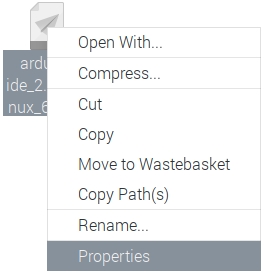 Open With...
Compress...
Cut
Copy
Move to Wastebasket
Copy Path(s)
Rename...
Properties
ardu
ide_2.
nux_6